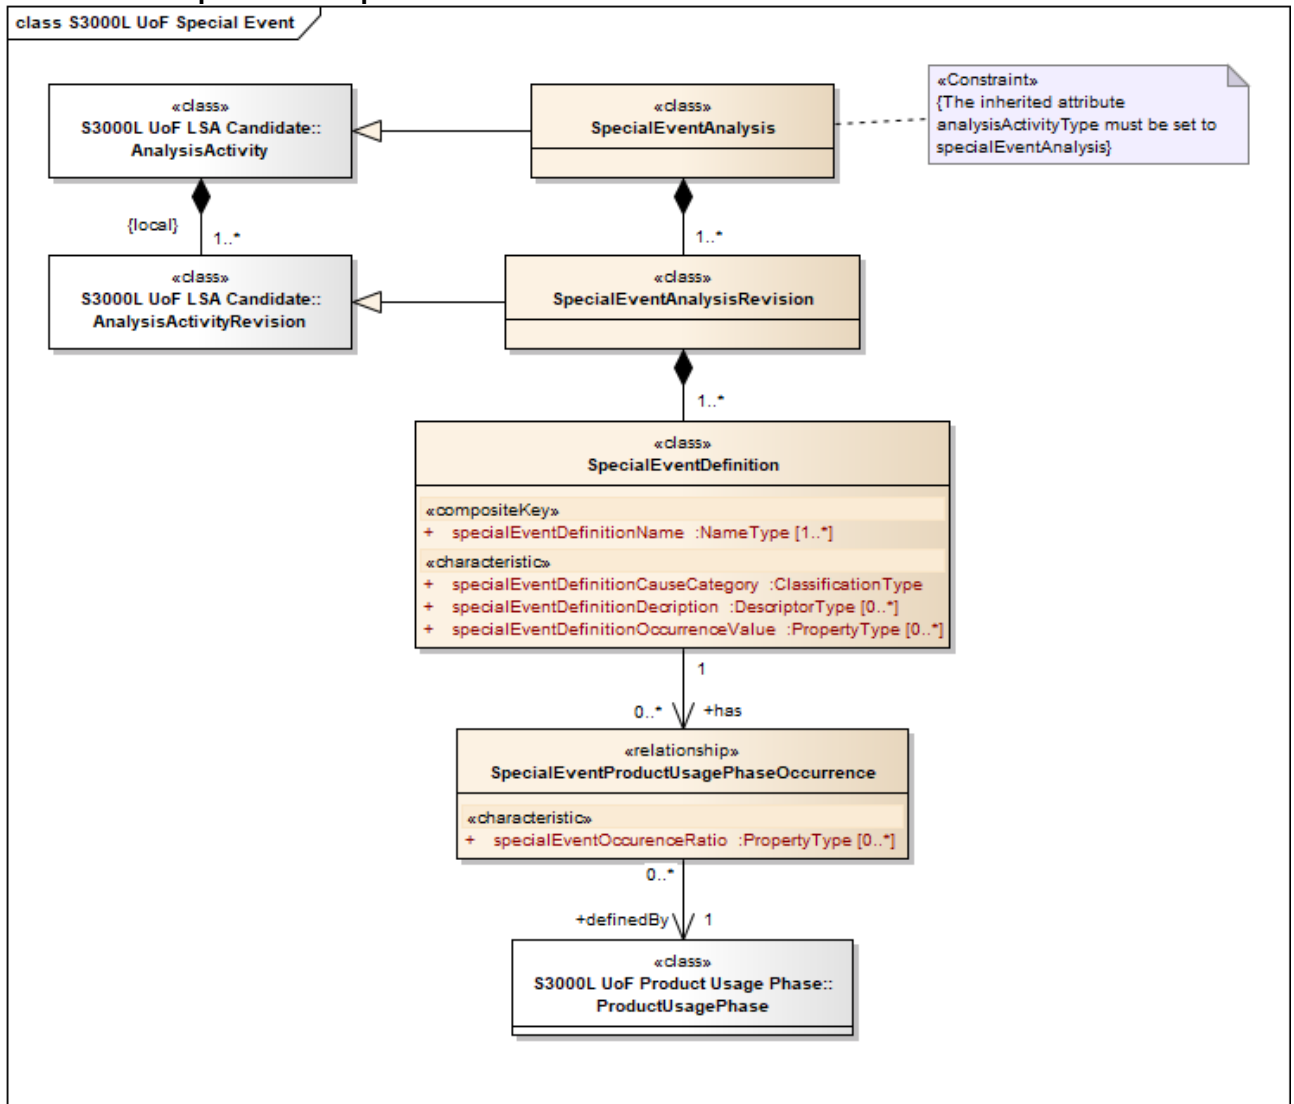 class S3000L UoF Special Event
«class»
S3000L UoF LSA Candidate::
AnalysisActivity
«class»
SpecialEventAnalysis
«Constraint»
{The inherited attribute
analysisActivityType must be set to
specialEventAnalysis}
{local}
1..*
1..*
«class»
S3000L UoF LSA Candidate::
AnalysisActivityRevision
«class»
SpecialEventAnalysisRevision
1..*
«class»
SpecialEventDefinition
«compositeKey»
+ specialEventDefinitionName :NameType [1..*]
«characteristic»
+ specialEventDefinitionCauseCategory :ClassificationType
+ specialEventDefinitionDecription :DescriptorType [0..*]
+ specialEventDefinitionOccurrenceValue :PropertyType [0..*]
1
0..* +has
«relationship»
SpecialEventProductUsagePhaseOccurrence
«characteristic»
+ specialEventOccurenceRatio :PropertyType [0..*]
0..*
+definedBy 1
«class»
S3000L UoF Product Usage Phase::
ProductUsagePhase